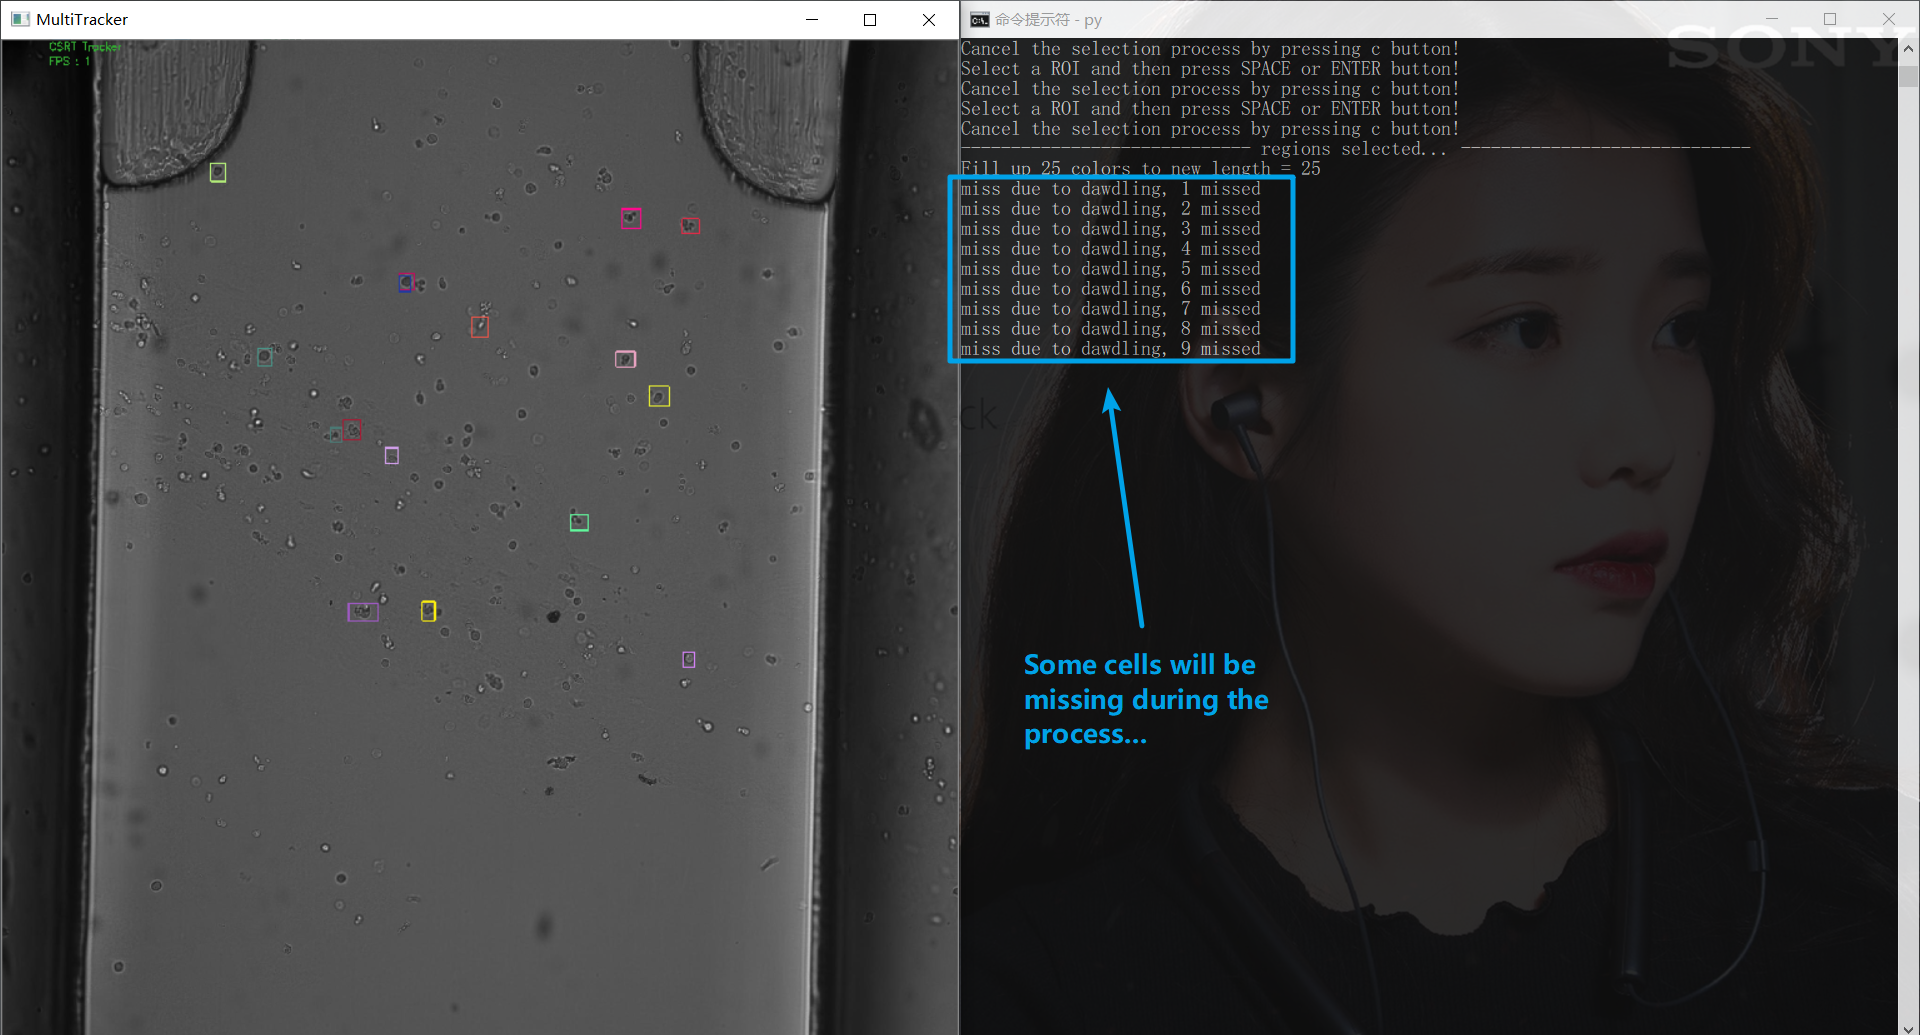 MultiTracker
CSRT Tracker
FPS : 1
命令提示符 - py
SONY
Cancel the selection process by pressing c button!
Select a ROI and then press SPACE or ENTER button!
Cancel the selection process by pressing c button!
Select a ROI and then press SPACE or ENTER button!
Cancel the selection process by pressing c button!
----------------------------- regions selected... -----------------------------
Fill up 25 colors to new length = 25
miss due to dawdling, 1 missed
miss due to dawdling, 2 missed
miss due to dawdling, 3 missed
miss due to dawdling, 4 missed
miss due to dawdling, 5 missed
miss due to dawdling, 6 missed
miss due to dawdling, 7 missed
miss due to dawdling, 8 missed
miss due to dawdling, 9 missed
Some cells will be
missing during the
process...